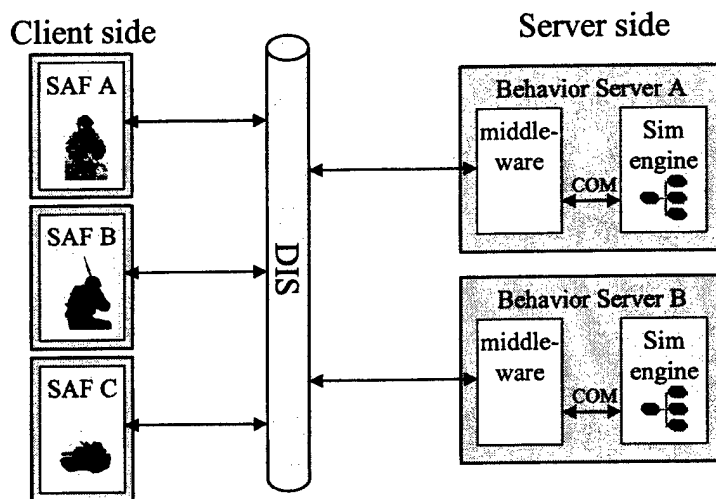 Client side
SAF A
SAF B
SAF C
DIS
Server side
Behavior Server A
middle-
ware
COM
Sim
engine
Behavior Server B
middle-
ware
COM
Sim
engine